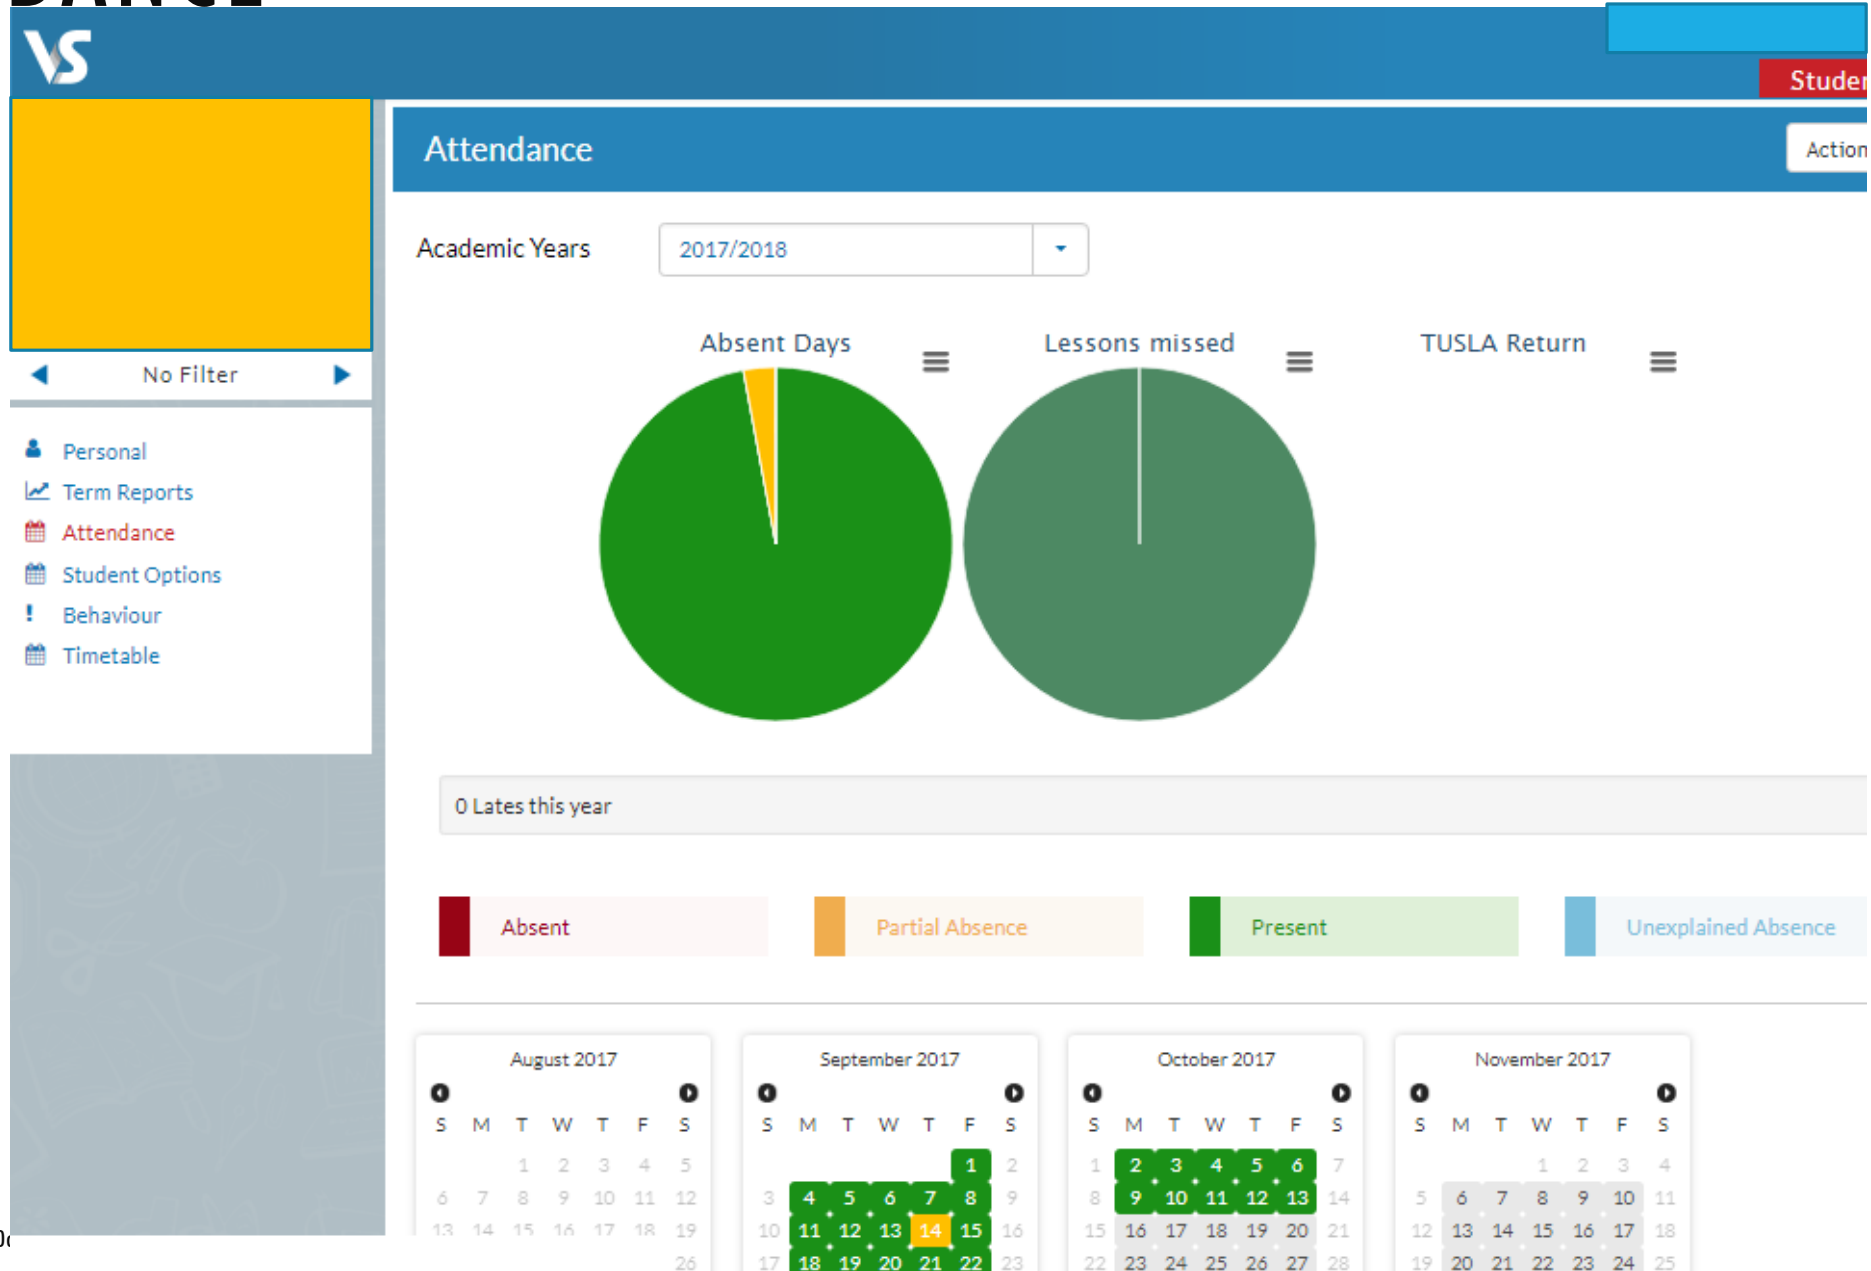 DANCE
VS
Studen
Attendance
Action
Academic Years 2017/2018
Absent Days Lessons missed TUSLA Return
No Filter
Personal
Term Reports
Attendance
Student Options
Behaviour
Timetable
0 Lates this year
Absent Partial Absence Present Unexplained Absence
August 2017
S M T W T F S
1 2 3 4 5
6 7 8 9 10 11 12
13 14 15 16 17 18 19
26
September 2017
S M T W T F S
1 2
3 4 5 6 7 8 9
10 11 12 13 14 15 16
17 18 19 20 21 22 23
October 2017
S M T W T F S
1 2 3 4 5 6 7
8 9 10 11 12 13 14
15 16 17 18 19 20 21
22 23 24 25 26 27 28
November 2017
S M T W T F S
1 2 3 4
5 6 7 8 9 10 11
12 13 14 15 16 17 18
19 20 21 22 23 24 25